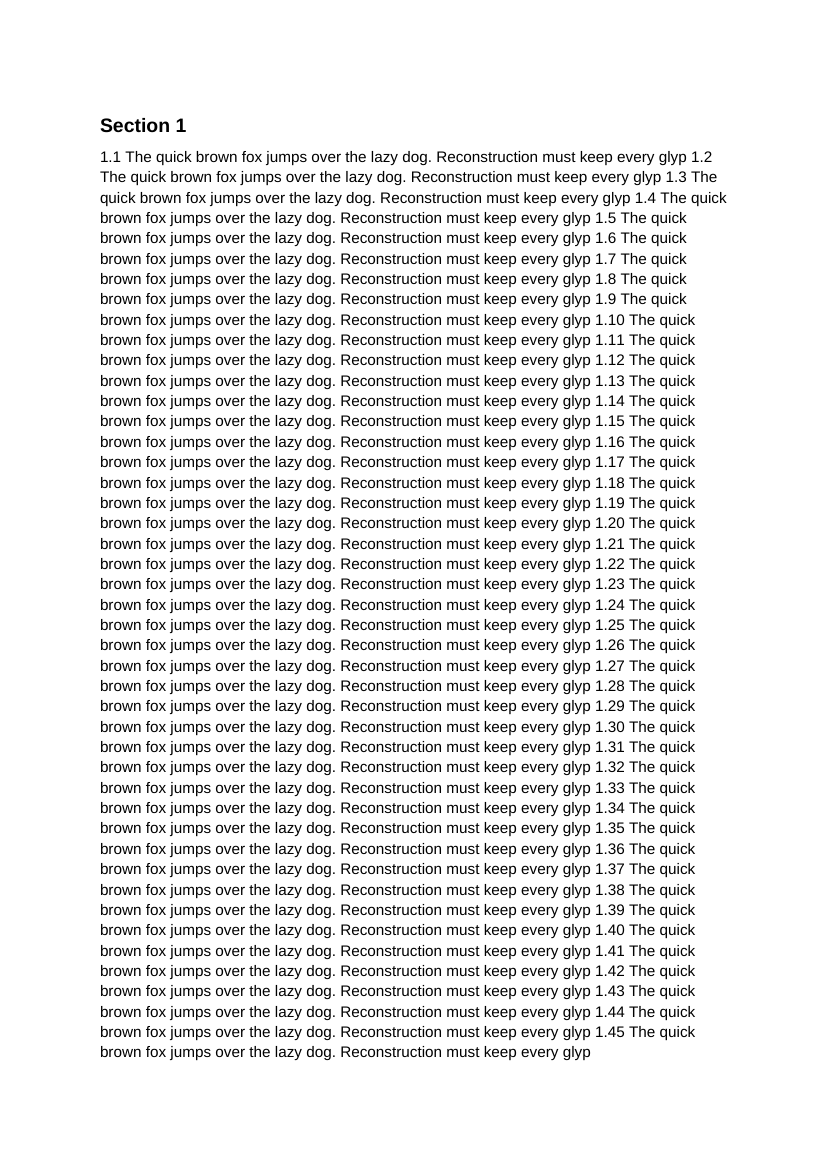 Section 1
1.1 The quick brown fox jumps over the lazy dog. Reconstruction must keep every glyp 1.2
The quick brown fox jumps over the lazy dog. Reconstruction must keep every glyp 1.3 The
quick brown fox jumps over the lazy dog. Reconstruction must keep every glyp 1.4 The quick
brown fox jumps over the lazy dog. Reconstruction must keep every glyp 1.5 The quick
brown fox jumps over the lazy dog. Reconstruction must keep every glyp 1.6 The quick
brown fox jumps over the lazy dog. Reconstruction must keep every glyp 1.7 The quick
brown fox jumps over the lazy dog. Reconstruction must keep every glyp 1.8 The quick
brown fox jumps over the lazy dog. Reconstruction must keep every glyp 1.9 The quick
brown fox jumps over the lazy dog. Reconstruction must keep every glyp 1.10 The quick
brown fox jumps over the lazy dog. Reconstruction must keep every glyp 1.11 The quick
brown fox jumps over the lazy dog. Reconstruction must keep every glyp 1.12 The quick
brown fox jumps over the lazy dog. Reconstruction must keep every glyp 1.13 The quick
brown fox jumps over the lazy dog. Reconstruction must keep every glyp 1.14 The quick
brown fox jumps over the lazy dog. Reconstruction must keep every glyp 1.15 The quick
brown fox jumps over the lazy dog. Reconstruction must keep every glyp 1.16 The quick
brown fox jumps over the lazy dog. Reconstruction must keep every glyp 1.17 The quick
brown fox jumps over the lazy dog. Reconstruction must keep every glyp 1.18 The quick
brown fox jumps over the lazy dog. Reconstruction must keep every glyp 1.19 The quick
brown fox jumps over the lazy dog. Reconstruction must keep every glyp 1.20 The quick
brown fox jumps over the lazy dog. Reconstruction must keep every glyp 1.21 The quick
brown fox jumps over the lazy dog. Reconstruction must keep every glyp 1.22 The quick
brown fox jumps over the lazy dog. Reconstruction must keep every glyp 1.23 The quick
brown fox jumps over the lazy dog. Reconstruction must keep every glyp 1.24 The quick
brown fox jumps over the lazy dog. Reconstruction must keep every glyp 1.25 The quick
brown fox jumps over the lazy dog. Reconstruction must keep every glyp 1.26 The quick
brown fox jumps over the lazy dog. Reconstruction must keep every glyp 1.27 The quick
brown fox jumps over the lazy dog. Reconstruction must keep every glyp 1.28 The quick
brown fox jumps over the lazy dog. Reconstruction must keep every glyp 1.29 The quick
brown fox jumps over the lazy dog. Reconstruction must keep every glyp 1.30 The quick
brown fox jumps over the lazy dog. Reconstruction must keep every glyp 1.31 The quick
brown fox jumps over the lazy dog. Reconstruction must keep every glyp 1.32 The quick
brown fox jumps over the lazy dog. Reconstruction must keep every glyp 1.33 The quick
brown fox jumps over the lazy dog. Reconstruction must keep every glyp 1.34 The quick
brown fox jumps over the lazy dog. Reconstruction must keep every glyp 1.35 The quick
brown fox jumps over the lazy dog. Reconstruction must keep every glyp 1.36 The quick
brown fox jumps over the lazy dog. Reconstruction must keep every glyp 1.37 The quick
brown fox jumps over the lazy dog. Reconstruction must keep every glyp 1.38 The quick
brown fox jumps over the lazy dog. Reconstruction must keep every glyp 1.39 The quick
brown fox jumps over the lazy dog. Reconstruction must keep every glyp 1.40 The quick
brown fox jumps over the lazy dog. Reconstruction must keep every glyp 1.41 The quick
brown fox jumps over the lazy dog. Reconstruction must keep every glyp 1.42 The quick
brown fox jumps over the lazy dog. Reconstruction must keep every glyp 1.43 The quick
brown fox jumps over the lazy dog. Reconstruction must keep every glyp 1.44 The quick
brown fox jumps over the lazy dog. Reconstruction must keep every glyp 1.45 The quick
brown fox jumps over the lazy dog. Reconstruction must keep every glyp